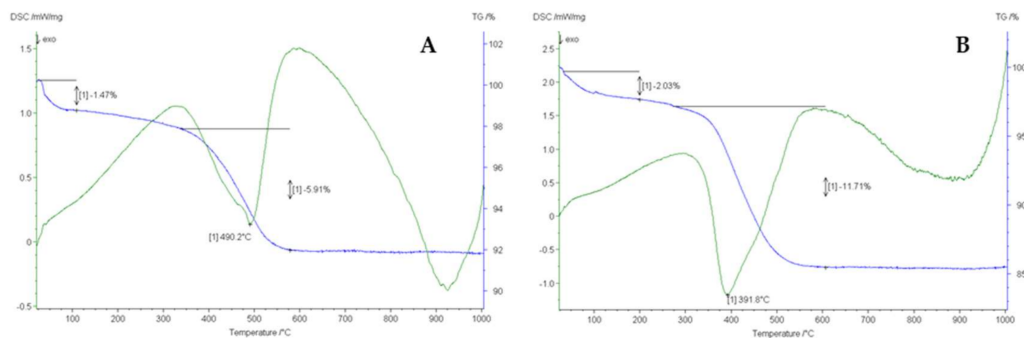 DSC /mW/mg
TG /%
exo
A
1.5
1.0
0.5
0
-0.5
102
100
98
96
94
92
90
[1] -1.47%
[1] -5.91%
[1] 490.2°C
100 200 300 400 500 600 700 800 900 1000
Temperature /°C
DSC /mW/mg
TG /%
exo
B
2.5
2.0
1.5
1.0
0.5
0.0
-0.5
-1.0
100
95
90
85
[1] -2.03%
[1] -11.71%
[1] 391.8°C
100 200 300 400 500 600 700 800 900 1000
Temperature /°C